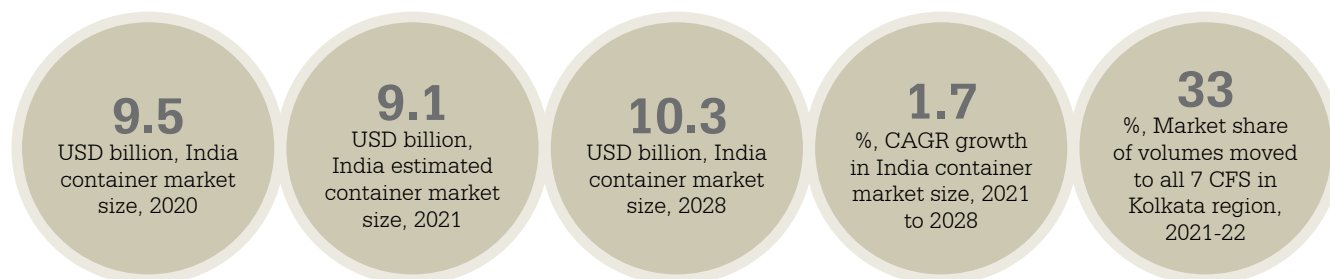 9.5
USD billion, India
container market
size, 2020
9.1
USD billion,
India estimated
container market
size, 2021
10.3
USD billion, India
container market
size, 2028
1.7
%, CAGR growth
in India container
market size, 2021
to 2028
33
%, Market share
of volumes moved
to all 7 CFS in
Kolkata region,
2021-22